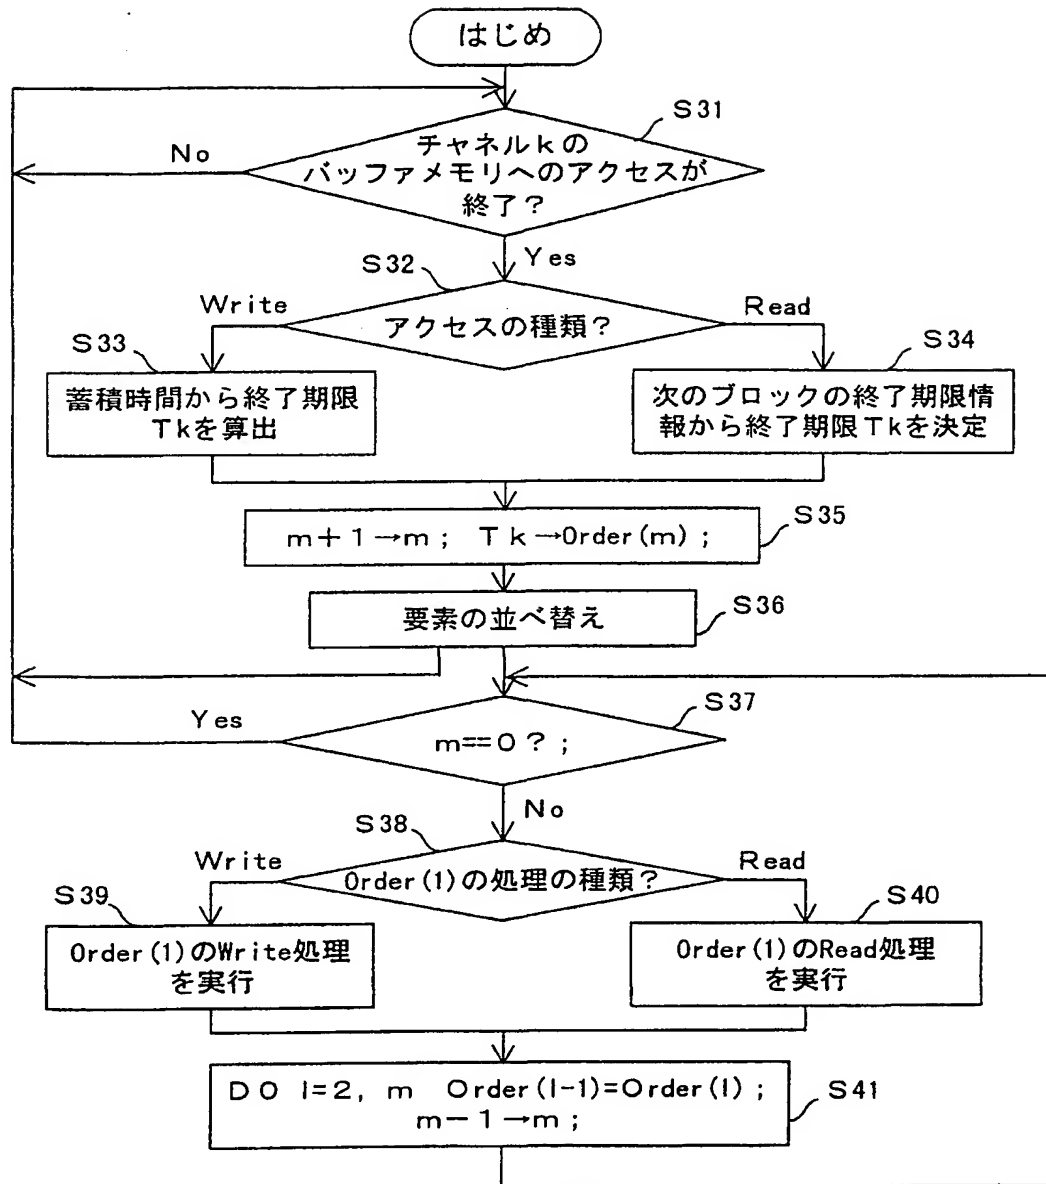 はじめ
S31
チャネルkの
バッファメモリへのアクセスが
終了？
No
Yes
S32
Write
アクセスの種類？
Read
S33
蓄積時間から終了期限
Tkを算出
S34
次のブロックの終了期限情
報から終了期限Tkを決定
m＋1→m； Tk→Order(m)；
S35
要素の並べ替え
S36
S37
Yes
m==0？；
No
S38
Write
Order(1)の処理の種類？
Read
S39
Order(1)のWrite処理
を実行
S40
Order(1)のRead処理
を実行
DO l=2, m Order(l-1)=Order(l)；
m－1→m；
S41